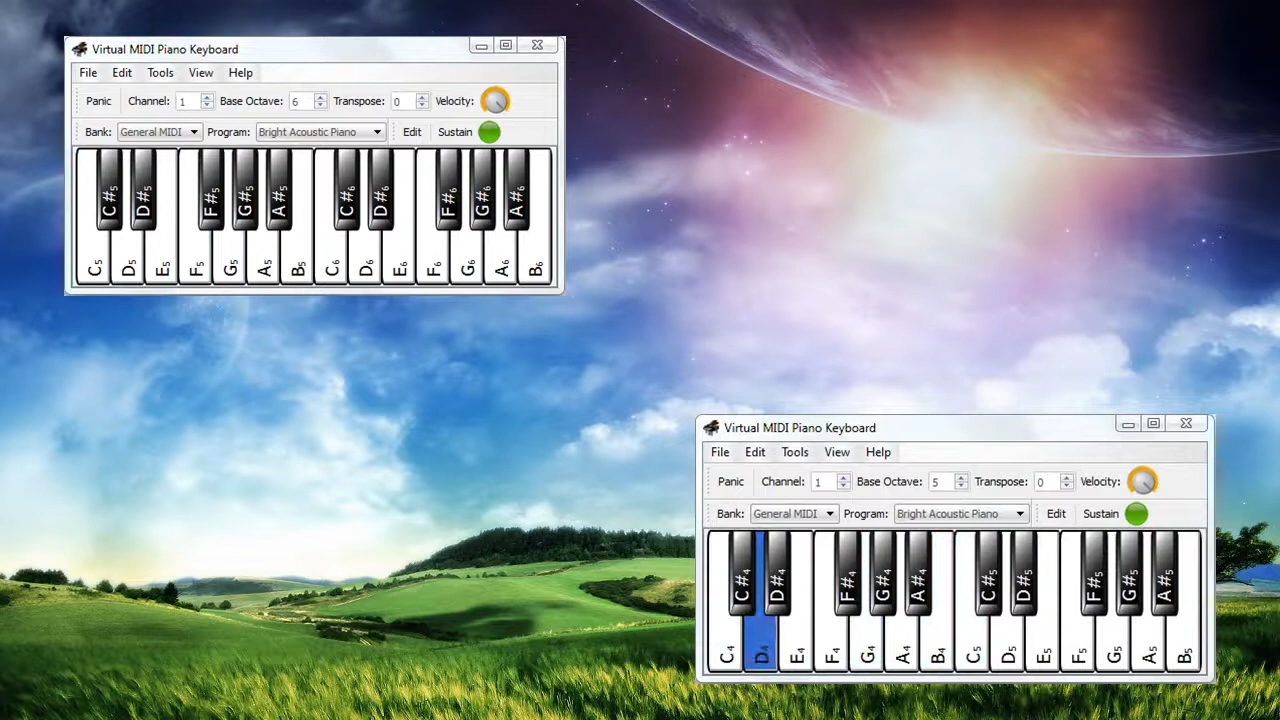 Virtual MIDI Piano Keyboard
File Edit Tools View Help
Panic Channel: 1 Base Octave: 6 Transpose: 0 Velocity:
Bank: General MIDI Program: Bright Acoustic Piano Edit Sustain
C#5 D#5 F#5 G#5 A#5 C#6 D#6 F#6 G#6 A#6
C5 D5 E5 F5 G5 A5 B5 C6 D6 E6 F6 G6 A6 B6
Virtual MIDI Piano Keyboard
File Edit Tools View Help
Panic Channel: 1 Base Octave: 5 Transpose: 0 Velocity:
Bank: General MIDI Program: Bright Acoustic Piano Edit Sustain
C#4 D#4 F#4 G#4 A#4 C#5 D#5 F#5 G#5 A#5
C4 D4 E4 F4 G4 A4 B4 C5 D5 E5 F5 G5 A5 B5